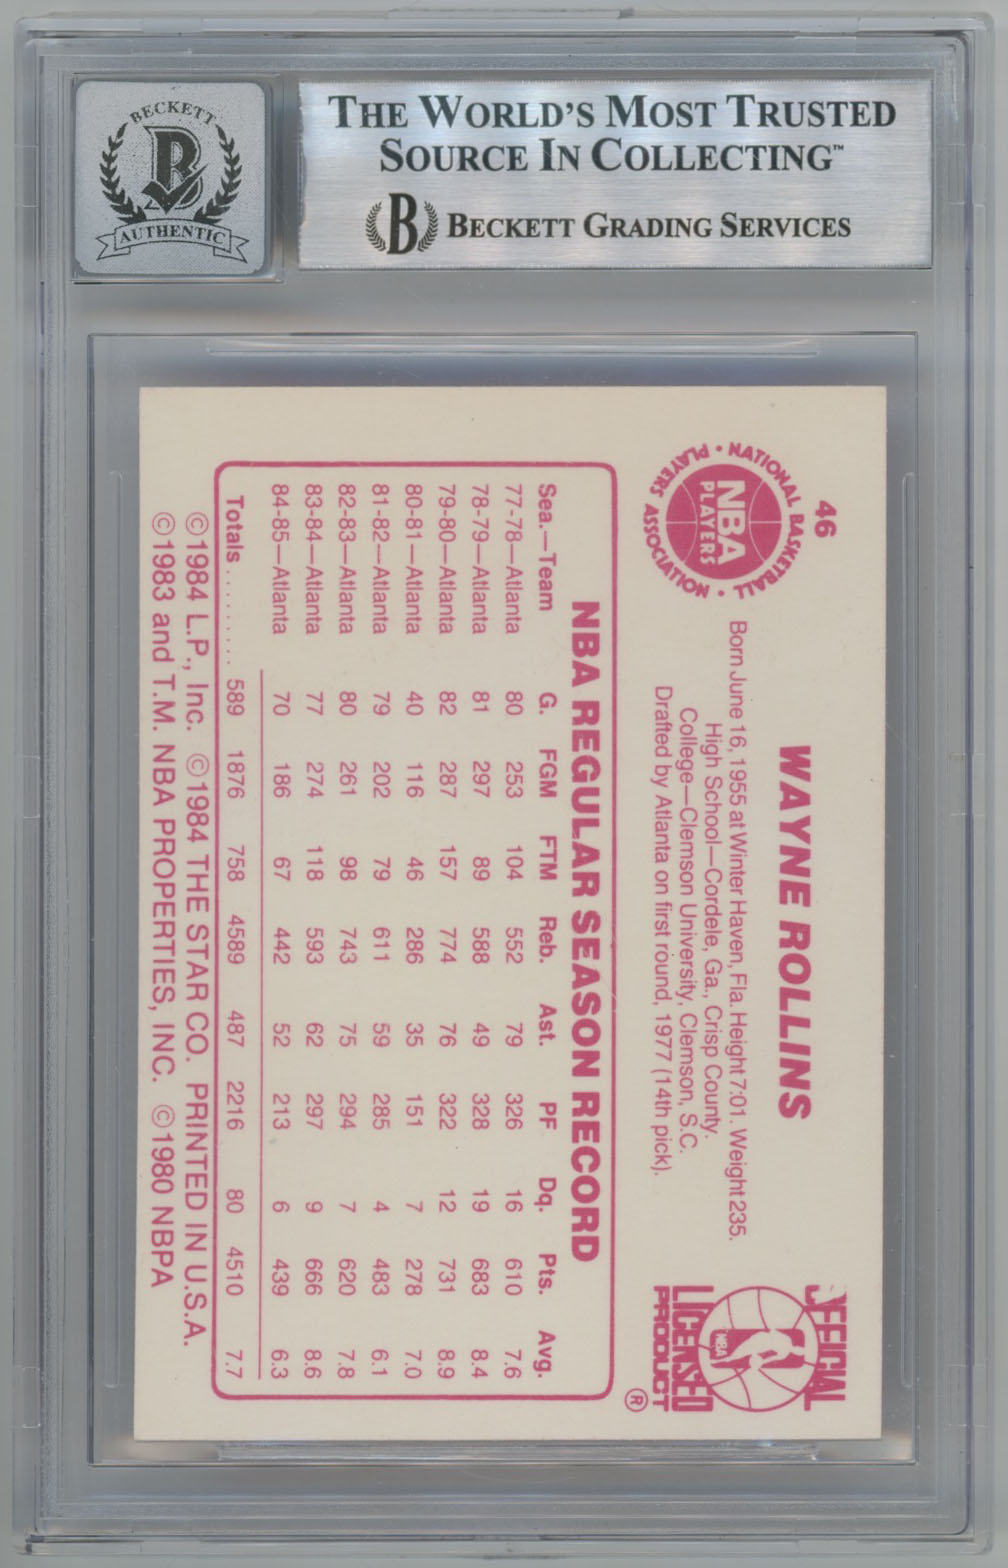 BECKETT
B
AUTHENTIC
THE WORLD'S MOST TRUSTED
SOURCE IN COLLECTING™
B BECKETT GRADING SERVICES
46
NATIONAL BASKETBALL
PLAYERS
ASSOCIATION
NBA
PLAYERS
WAYNE ROLLINS
Born June 16, 1955 at Winter Haven, Fla. Height 7:01. Weight 235.
High School—Cordele, Ga., Crisp County.
College—Clemson University, Clemson, S.C.
Drafted by Atlanta on first round, 1977 (14th pick).
OFFICIAL
NBA
LICENSED
PRODUCT
®
NBA REGULAR SEASON RECORD
Sea.—Team G. FGM FTM Reb. Ast. PF Dq. Pts. Avg.
77-78—Atlanta 80 253 104 552 79 326 16 610 7.6
78-79—Atlanta 81 297 89 588 49 328 19 683 8.4
79-80—Atlanta 82 287 157 774 76 322 12 731 8.9
80-81—Atlanta 40 116 46 286 35 151 7 278 7.0
81-82—Atlanta 79 202 79 611 59 285 4 483 6.1
82-83—Atlanta 80 261 98 743 75 294 7 620 7.8
83-84—Atlanta 77 274 118 593 62 297 9 666 8.6
84-85—Atlanta 70 186 67 442 52 213 6 439 6.3
Totals ........ 589 1876 758 4589 487 2216 80 4510 7.7
©1984 L.P., Inc. ©1984 THE STAR CO. PRINTED IN U.S.A.
©1983 and T.M. NBA PROPERTIES, INC. ©1980 NBPA